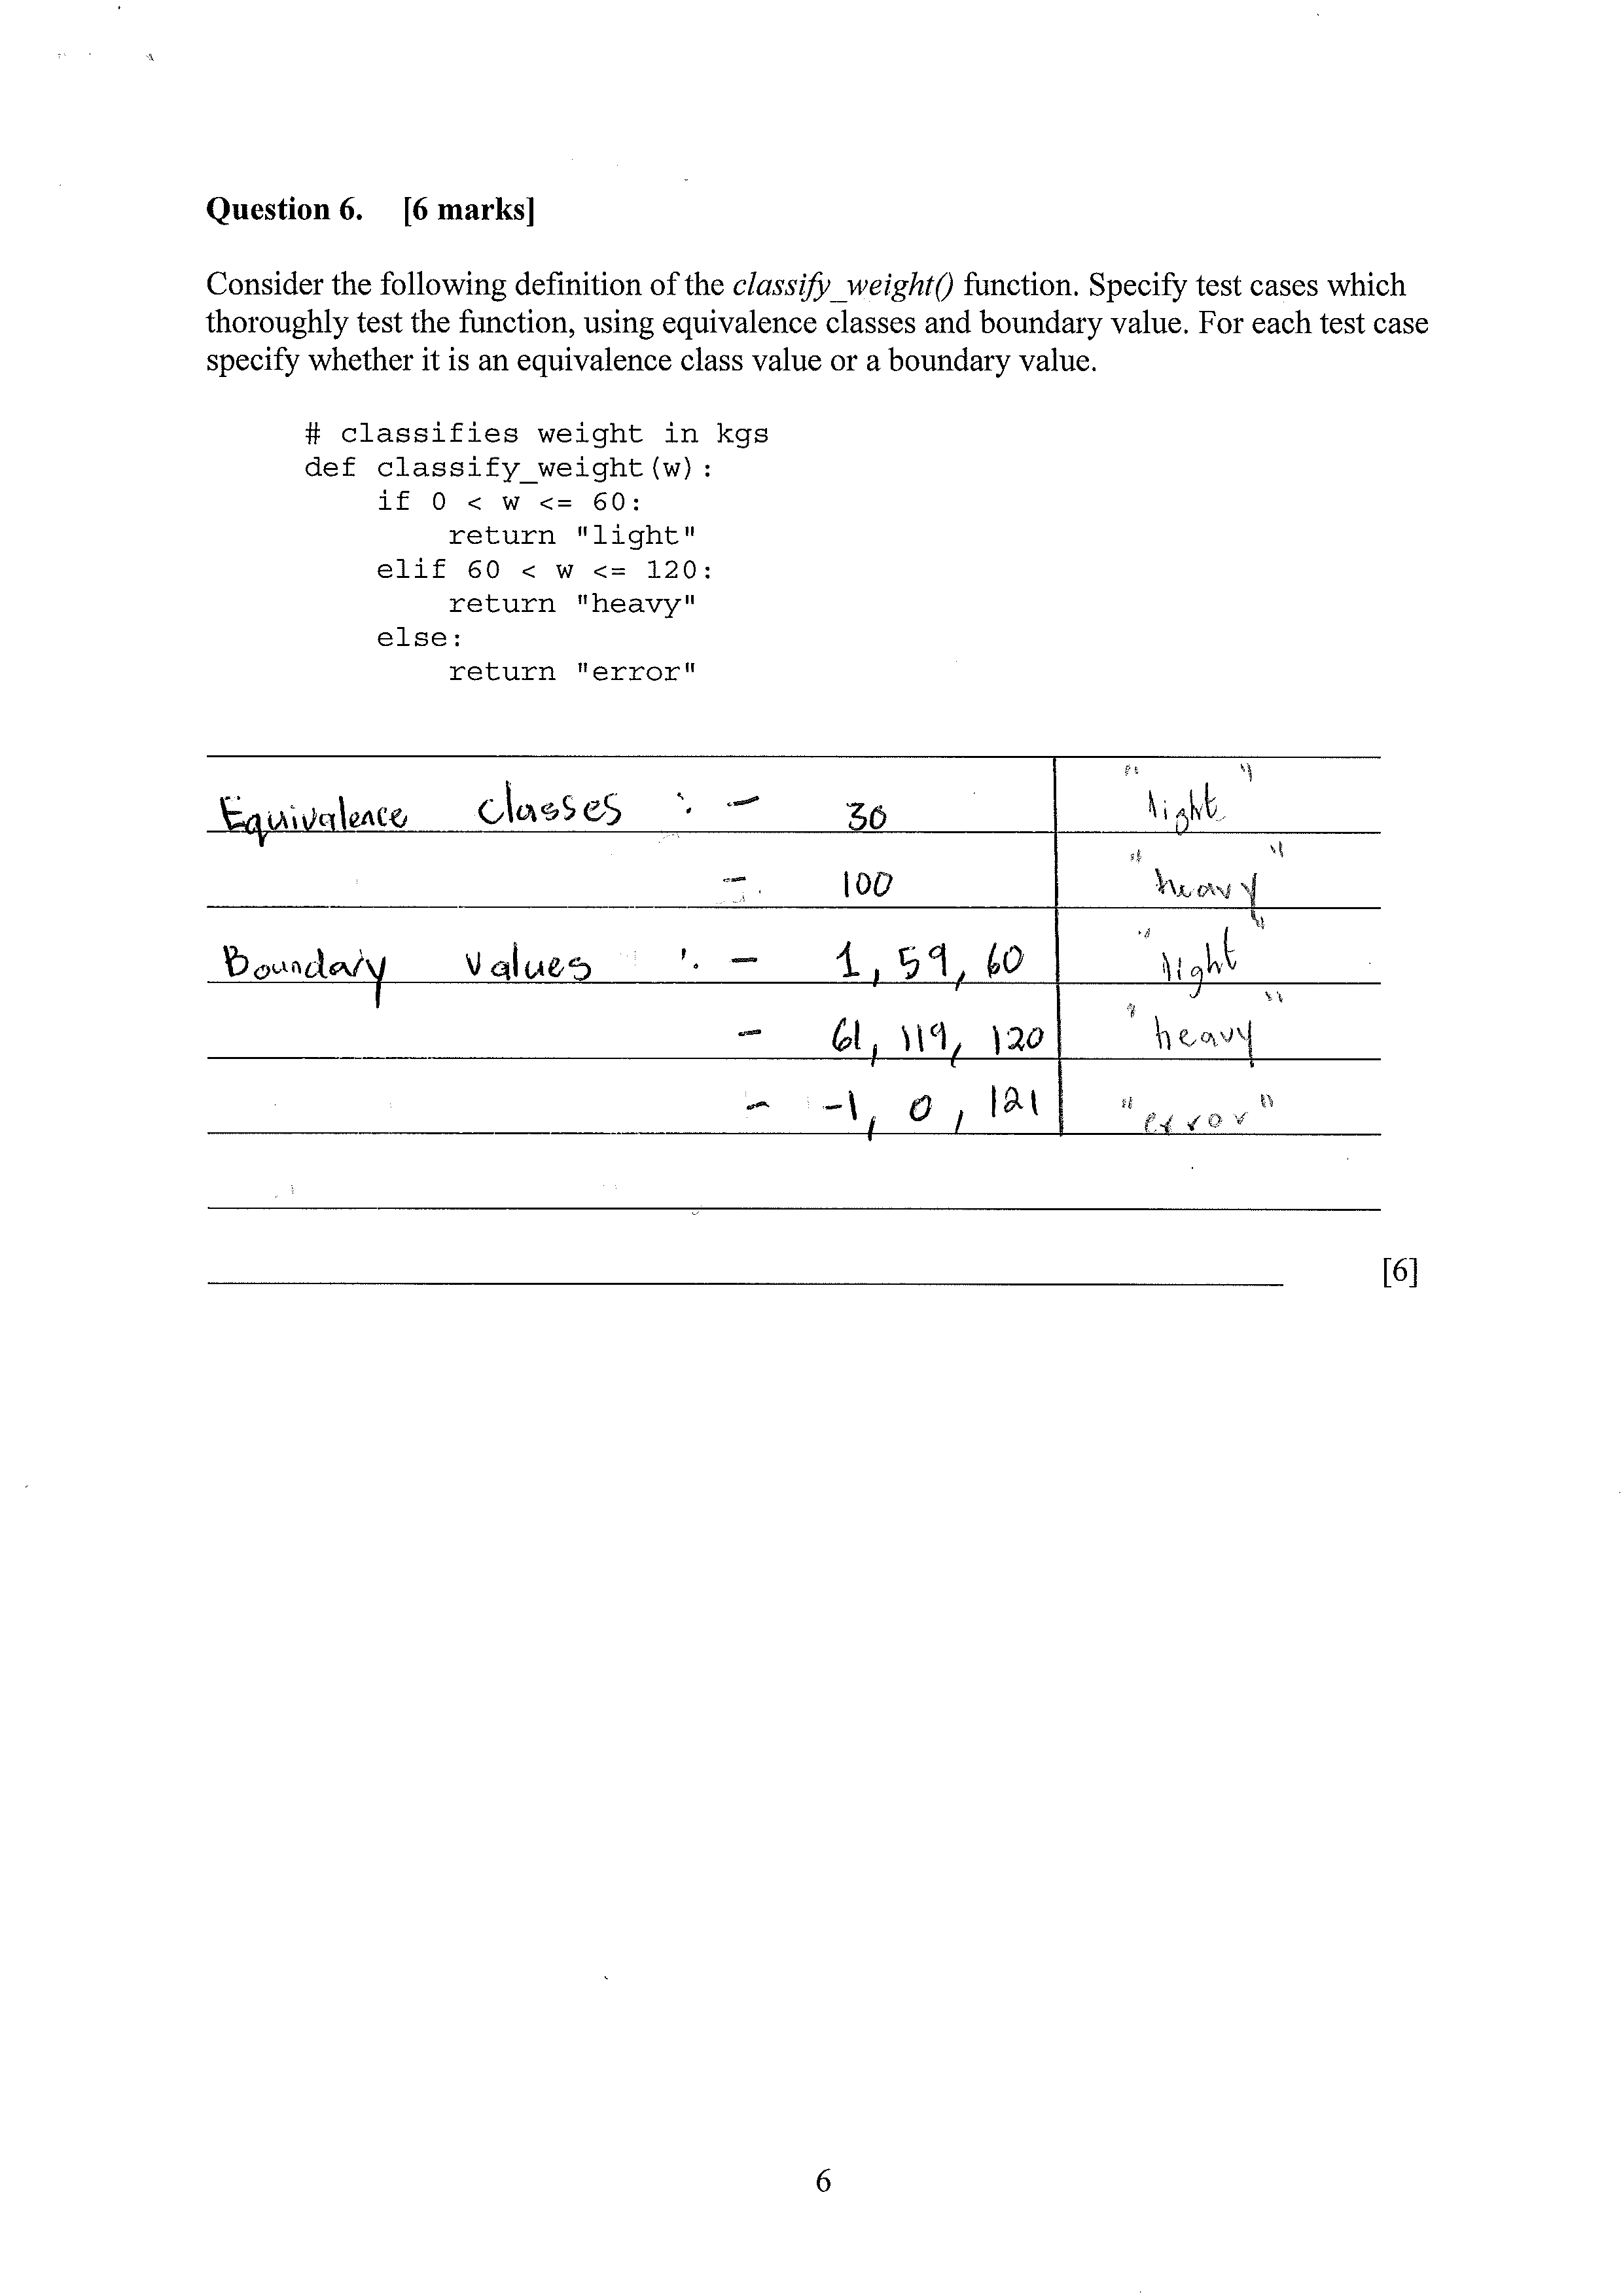 Question 6. [6 marks]
Consider the following definition of the classify_weight() function. Specify test cases which
thoroughly test the function, using equivalence classes and boundary value. For each test case
specify whether it is an equivalence class value or a boundary value.
# classifies weight in kgs
def classify_weight(w):
    if 0 < w <= 60:
        return "light"
    elif 60 < w <= 120:
        return "heavy"
    else:
        return "error"
Equivalence classes : - 30 "light"
- 100 "heavy"
Boundary values : - 1, 59, 60 "light"
- 61, 119, 120 "heavy"
- -1, 0, 121 "error"
[6]
6